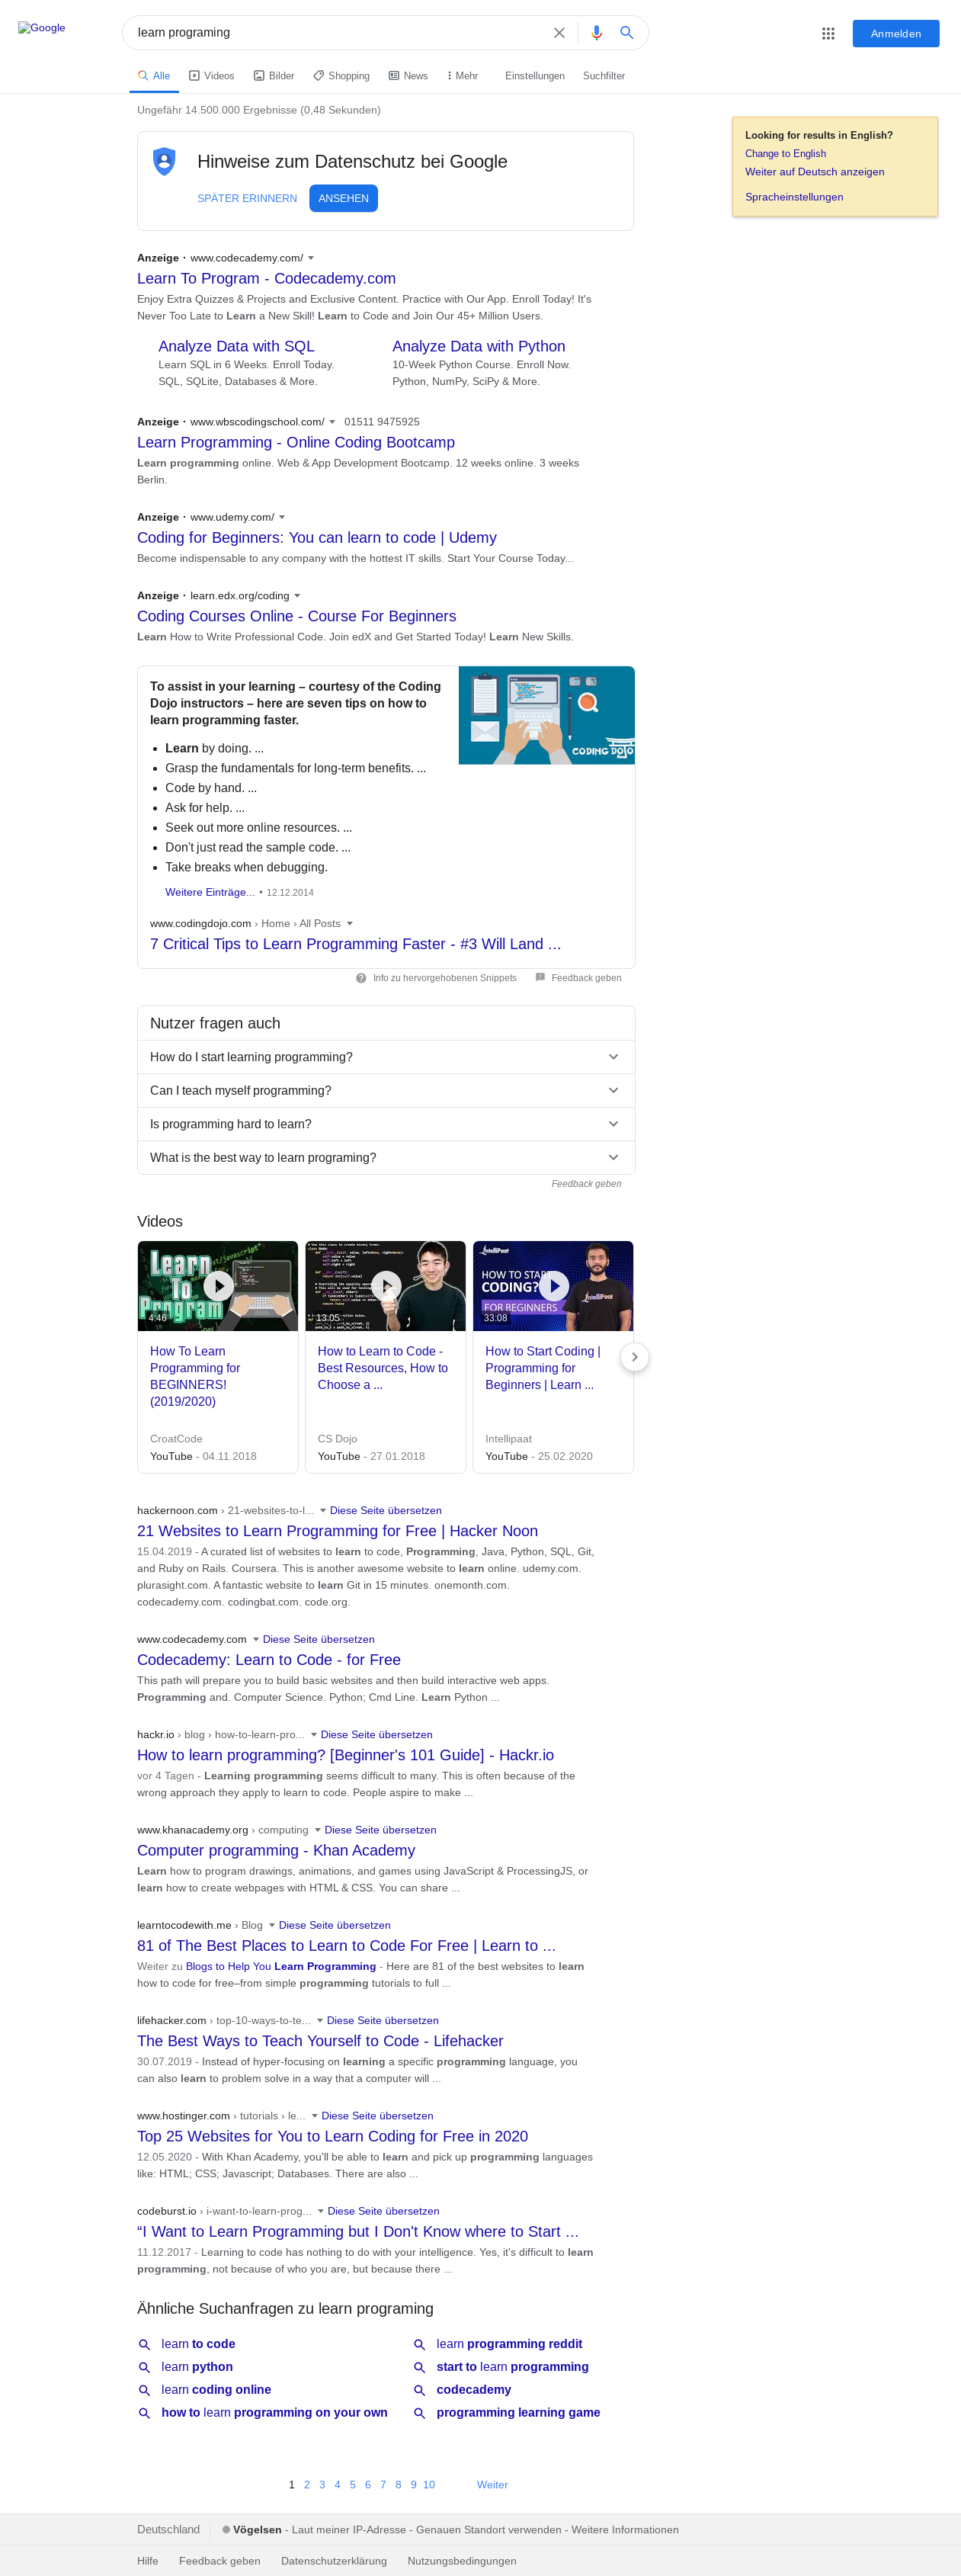 Google
learn programing
Anmelden
Alle Videos Bilder Shopping News Mehr Einstellungen Suchfilter
Ungefähr 14.500.000 Ergebnisse (0,48 Sekunden)
Looking for results in English?
Change to English
Weiter auf Deutsch anzeigen
Spracheinstellungen
Hinweise zum Datenschutz bei Google
SPÄTER ERINNERN ANSEHEN
Anzeige · www.codecademy.com/
Learn To Program - Codecademy.com
Enjoy Extra Quizzes & Projects and Exclusive Content. Practice with Our App. Enroll Today! It's
Never Too Late to Learn a New Skill! Learn to Code and Join Our 45+ Million Users.
Analyze Data with SQL
Learn SQL in 6 Weeks. Enroll Today.
SQL, SQLite, Databases & More.
Analyze Data with Python
10-Week Python Course. Enroll Now.
Python, NumPy, SciPy & More.
Anzeige · www.wbscodingschool.com/ 01511 9475925
Learn Programming - Online Coding Bootcamp
Learn programming online. Web & App Development Bootcamp. 12 weeks online. 3 weeks
Berlin.
Anzeige · www.udemy.com/
Coding for Beginners: You can learn to code | Udemy
Become indispensable to any company with the hottest IT skills. Start Your Course Today...
Anzeige · learn.edx.org/coding
Coding Courses Online - Course For Beginners
Learn How to Write Professional Code. Join edX and Get Started Today! Learn New Skills.
To assist in your learning – courtesy of the Coding
Dojo instructors – here are seven tips on how to
learn programming faster.
CODING DOJO
• Learn by doing. ...
• Grasp the fundamentals for long-term benefits. ...
• Code by hand. ...
• Ask for help. ...
• Seek out more online resources. ...
• Don't just read the sample code. ...
• Take breaks when debugging.
Weitere Einträge... • 12.12.2014
www.codingdojo.com › Home › All Posts
7 Critical Tips to Learn Programming Faster - #3 Will Land ...
Info zu hervorgehobenen Snippets Feedback geben
Nutzer fragen auch
How do I start learning programming?
Can I teach myself programming?
Is programming hard to learn?
What is the best way to learn programing?
Feedback geben
Videos
Learn
To
Program
4:46
How To Learn
Programming for
BEGINNERS!
(2019/2020)
CroatCode
YouTube - 04.11.2018
13:05
How to Learn to Code -
Best Resources, How to
Choose a ...
CS Dojo
YouTube - 27.01.2018
IntelliPaat
HOW TO START
CODING?
FOR BEGINNERS
IntelliPaat
33:08
How to Start Coding |
Programming for
Beginners | Learn ...
Intellipaat
YouTube - 25.02.2020
hackernoon.com › 21-websites-to-l... Diese Seite übersetzen
21 Websites to Learn Programming for Free | Hacker Noon
15.04.2019 - A curated list of websites to learn to code, Programming, Java, Python, SQL, Git,
and Ruby on Rails. Coursera. This is another awesome website to learn online. udemy.com.
plurasight.com. A fantastic website to learn Git in 15 minutes. onemonth.com.
codecademy.com. codingbat.com. code.org.
www.codecademy.com Diese Seite übersetzen
Codecademy: Learn to Code - for Free
This path will prepare you to build basic websites and then build interactive web apps.
Programming and. Computer Science. Python; Cmd Line. Learn Python ...
hackr.io › blog › how-to-learn-pro... Diese Seite übersetzen
How to learn programming? [Beginner's 101 Guide] - Hackr.io
vor 4 Tagen - Learning programming seems difficult to many. This is often because of the
wrong approach they apply to learn to code. People aspire to make ...
www.khanacademy.org › computing Diese Seite übersetzen
Computer programming - Khan Academy
Learn how to program drawings, animations, and games using JavaScript & ProcessingJS, or
learn how to create webpages with HTML & CSS. You can share ...
learntocodewith.me › Blog Diese Seite übersetzen
81 of The Best Places to Learn to Code For Free | Learn to ...
Weiter zu Blogs to Help You Learn Programming - Here are 81 of the best websites to learn
how to code for free–from simple programming tutorials to full ...
lifehacker.com › top-10-ways-to-te... Diese Seite übersetzen
The Best Ways to Teach Yourself to Code - Lifehacker
30.07.2019 - Instead of hyper-focusing on learning a specific programming language, you
can also learn to problem solve in a way that a computer will ...
www.hostinger.com › tutorials › le... Diese Seite übersetzen
Top 25 Websites for You to Learn Coding for Free in 2020
12.05.2020 - With Khan Academy, you'll be able to learn and pick up programming languages
like: HTML; CSS; Javascript; Databases. There are also ...
codeburst.io › i-want-to-learn-prog... Diese Seite übersetzen
“I Want to Learn Programming but I Don't Know where to Start ...
11.12.2017 - Learning to code has nothing to do with your intelligence. Yes, it's difficult to learn
programming, not because of who you are, but because there ...
Ähnliche Suchanfragen zu learn programing
learn to code
learn python
learn coding online
how to learn programming on your own
learn programming reddit
start to learn programming
codecademy
programming learning game
1 2 3 4 5 6 7 8 9 10 Weiter
Deutschland Vögelsen - Laut meiner IP-Adresse - Genauen Standort verwenden - Weitere Informationen
Hilfe Feedback geben Datenschutzerklärung Nutzungsbedingungen